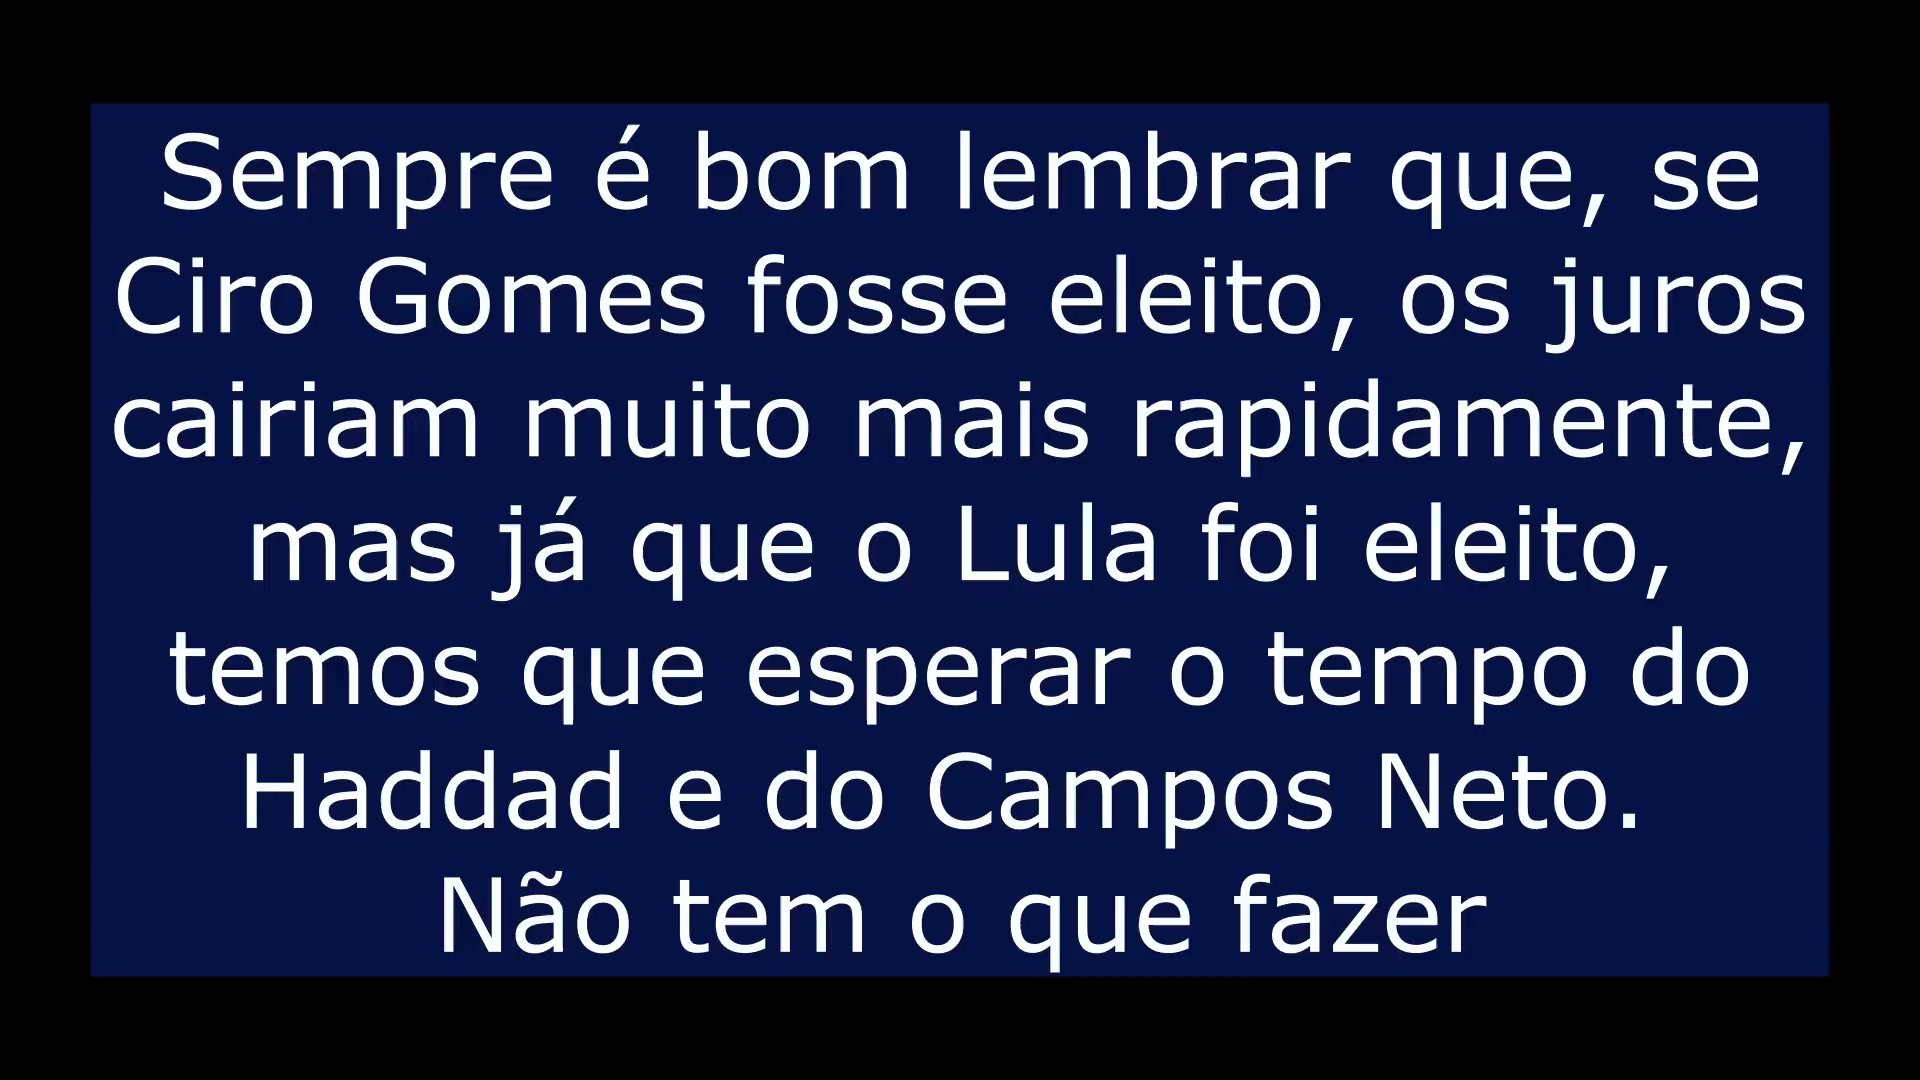 Sempre é bom lembrar que, se
Ciro Gomes fosse eleito, os juros
cairiam muito mais rapidamente,
mas já que o Lula foi eleito,
temos que esperar o tempo do
Haddad e do Campos Neto.
Não tem o que fazer